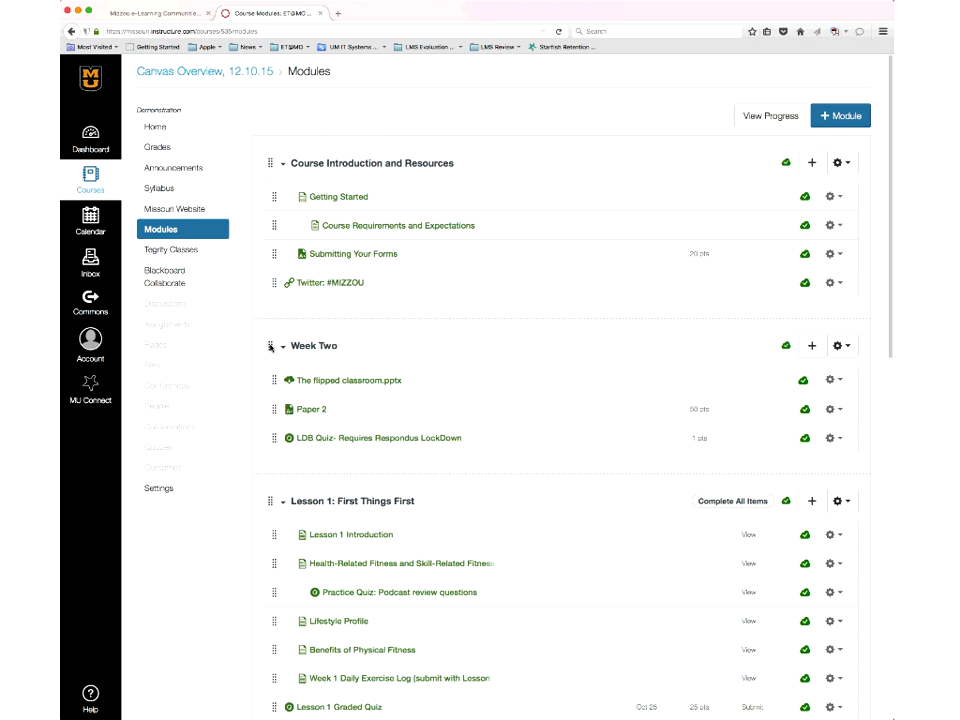 Mizzou e-Learning Communitie... × Course Modules: ET@MO ... × +
https://missouri.instructure.com/courses/535/modules
Search
Most Visited Getting Started Apple News ET@MO UM IT Systems ... LMS Evaluation ... LMS Review Starfish Retention ...
Canvas Overview, 12.10.15 › Modules
Demonstration
Home
Grades
Announcements
Syllabus
Missouri Website
Modules
Tegrity Classes
Blackboard
Collaborate
Discussions
Assignments
Pages
Files
Conferences
People
Collaborations
Quizzes
Outcomes
Settings
Dashboard
Courses
Calendar
Inbox
Commons
Account
MU Connect
Help
View Progress + Module
Course Introduction and Resources
Getting Started
Course Requirements and Expectations
Submitting Your Forms 20 pts
Twitter: #MIZZOU
Week Two
The flipped classroom.pptx
Paper 2 50 pts
LDB Quiz- Requires Respondus LockDown
1 pts
Lesson 1: First Things First Complete All Items
Lesson 1 Introduction View
Health-Related Fitness and Skill-Related Fitness View
Practice Quiz: Podcast review questions View
Lifestyle Profile View
Benefits of Physical Fitness View
Week 1 Daily Exercise Log (submit with Lesson View
Lesson 1 Graded Quiz Oct 25 25 pts Submit